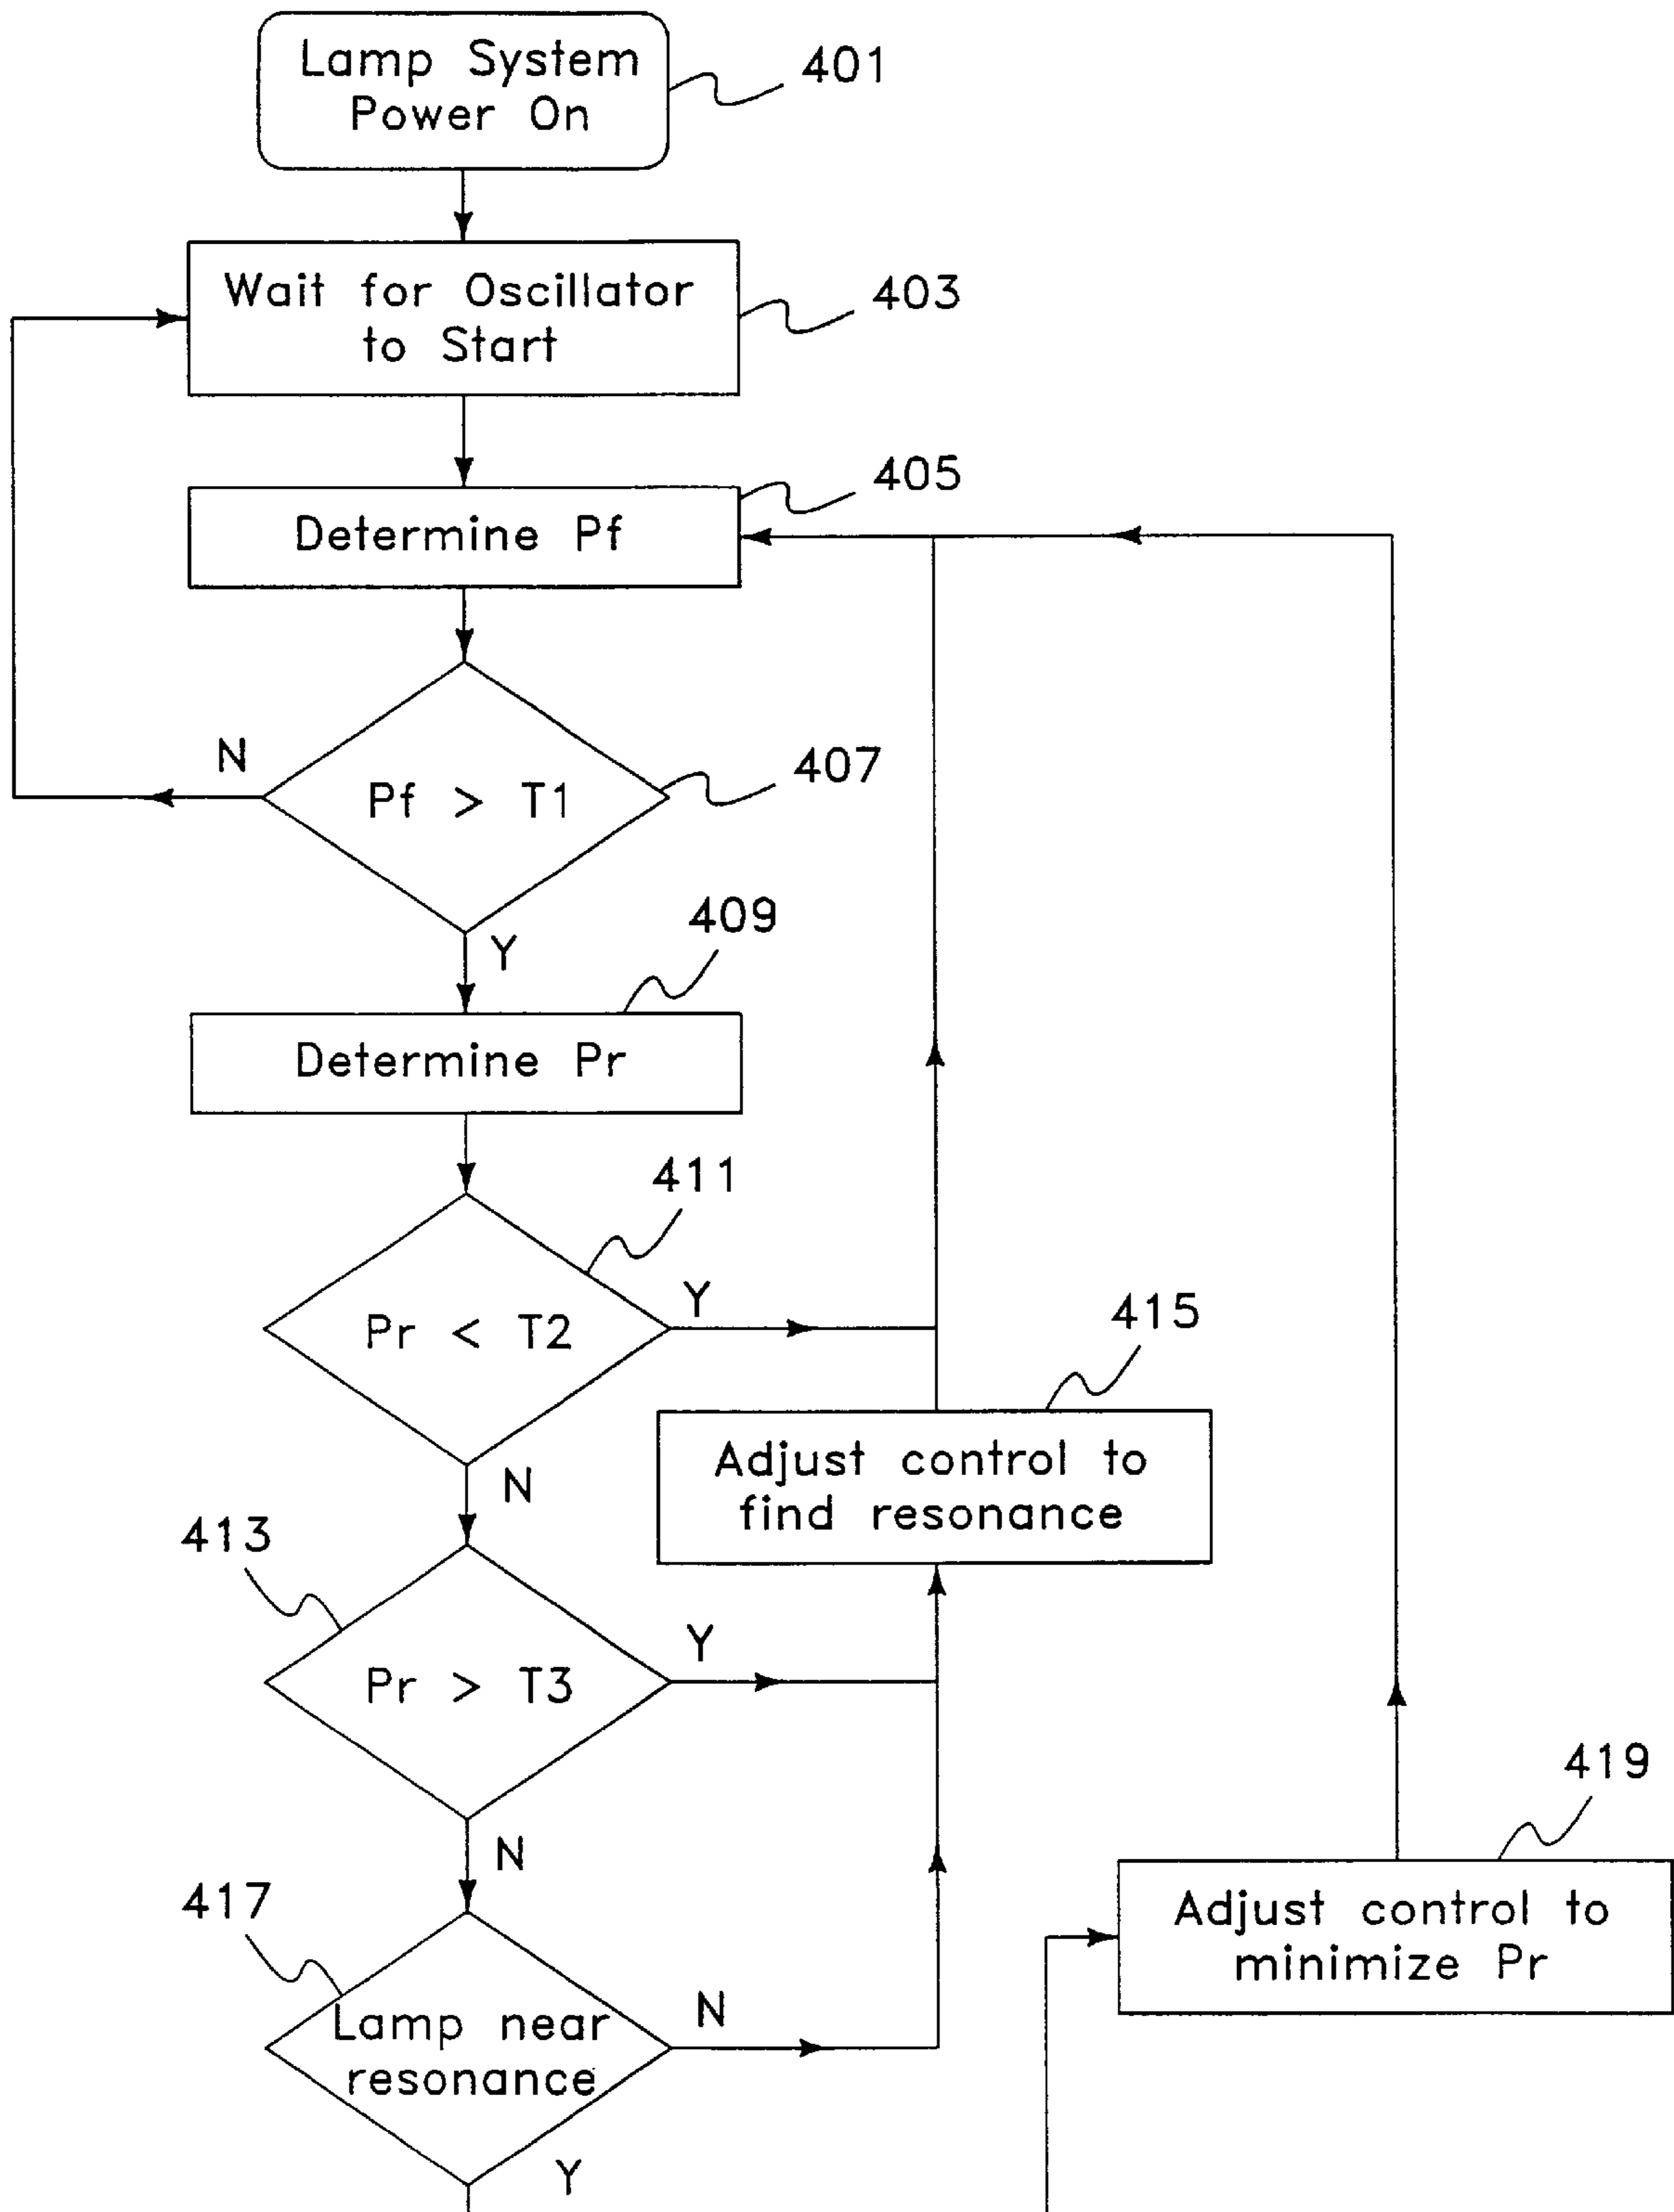 Lamp System
Power On
401
Wait for Oscillator
to Start
403
405
Determine Pf
N
Pf > T1
407
Y
409
Determine Pr
411
Pr < T2
Y
N
415
Adjust control to
find resonance
413
Pr > T3
Y
N
419
Adjust control to
minimize Pr
417
Lamp near
resonance
N
Y